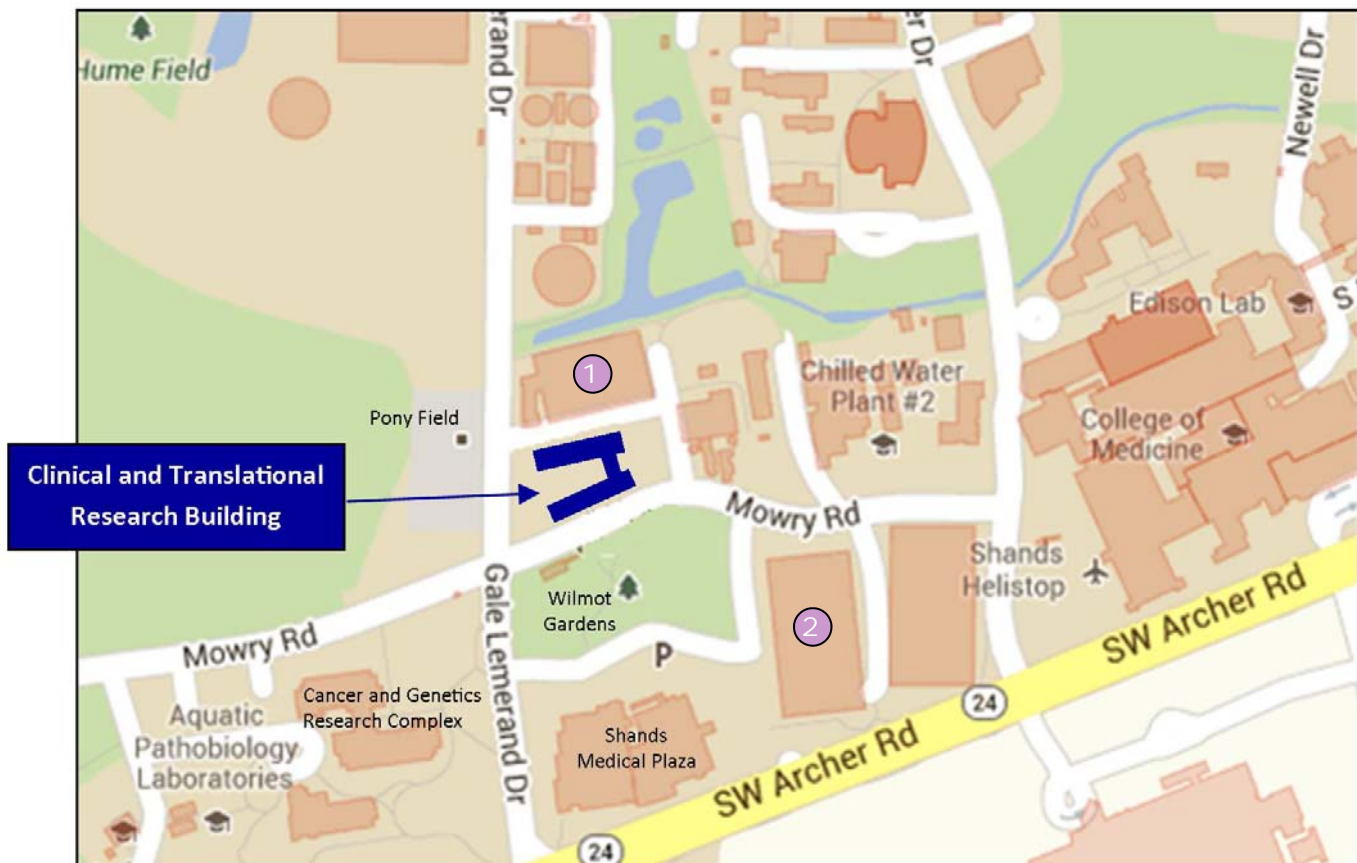 Hume Field
erand Dr
er Dr
Newell Dr
Edison Lab
S
1
Chilled Water
Plant #2
Pony Field
College of
Medicine
Clinical and Translational
Research Building
Mowry Rd
Shands
Helistop
Wilmot
Gardens
2
Gale Lemerand Dr
SW Archer Rd
Mowry Rd
P
Cancer and Genetics
Research Complex
24
Aquatic
Pathobiology
Laboratories
Shands
Medical Plaza
SW Archer Rd
24